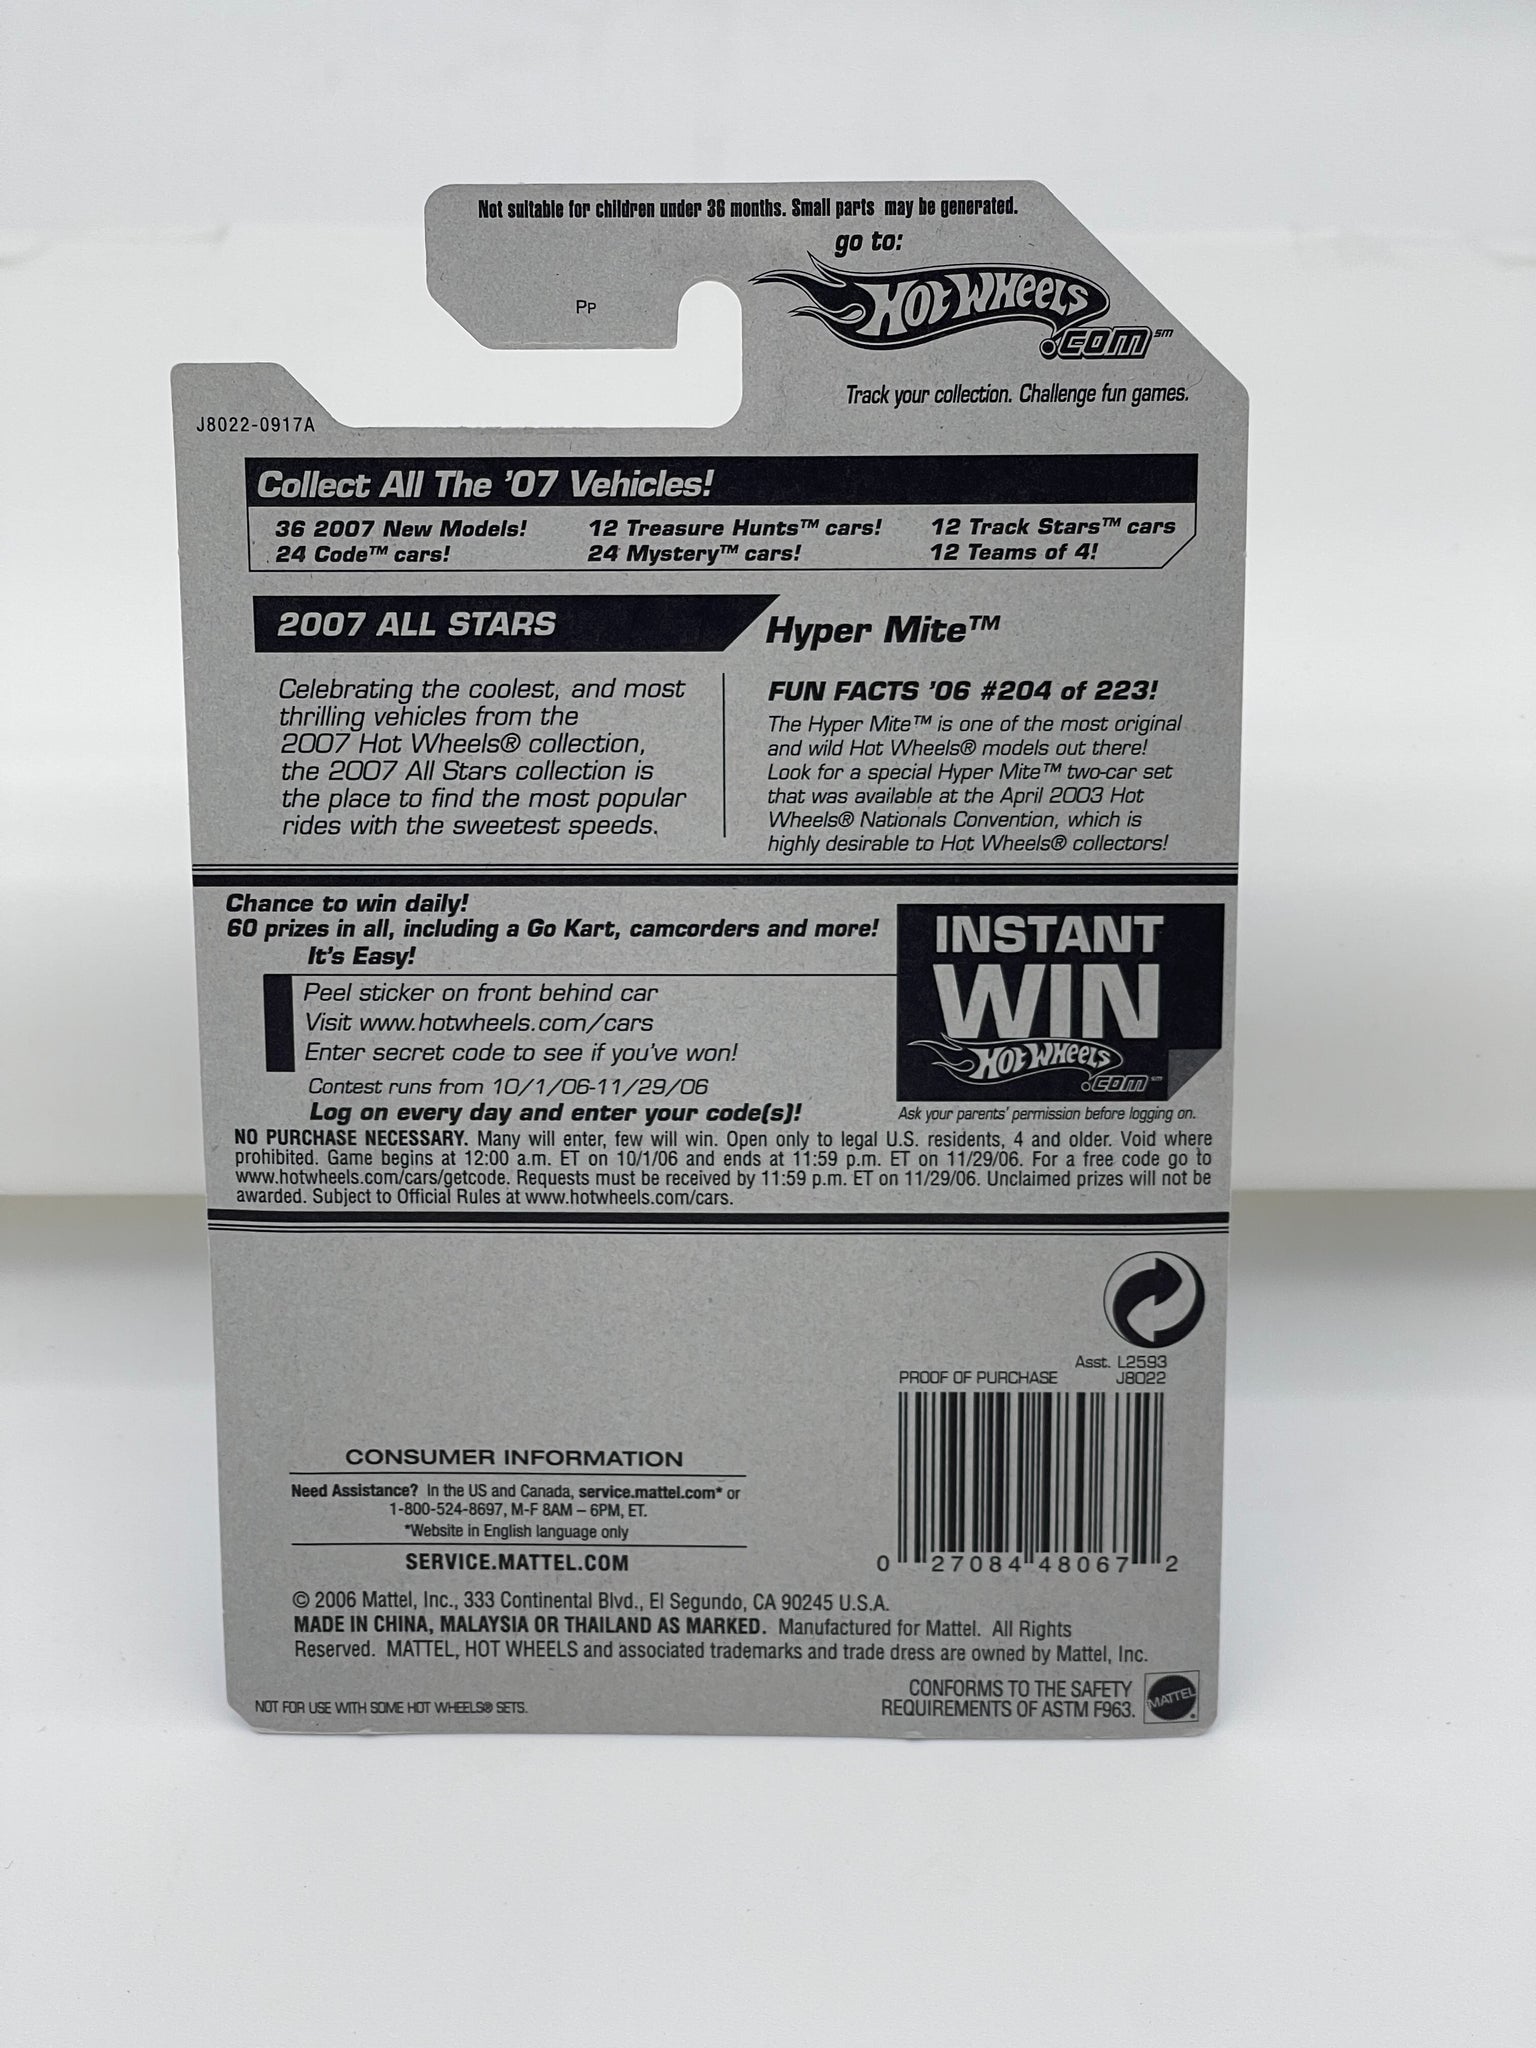 Not suitable for children under 36 months. Small parts may be generated.
go to:
Hot Wheels
.com℠
Pp
Track your collection. Challenge fun games.
J8022-0917A
Collect All The '07 Vehicles!
36 2007 New Models! 12 Treasure Hunts™ cars! 12 Track Stars™ cars
24 Code™ cars! 24 Mystery™ cars! 12 Teams of 4!
2007 ALL STARS
Celebrating the coolest, and most
thrilling vehicles from the
2007 Hot Wheels® collection,
the 2007 All Stars collection is
the place to find the most popular
rides with the sweetest speeds.
Hyper Mite™
FUN FACTS '06 #204 of 223!
The Hyper Mite™ is one of the most original
and wild Hot Wheels® models out there!
Look for a special Hyper Mite™ two-car set
that was available at the April 2003 Hot
Wheels® Nationals Convention, which is
highly desirable to Hot Wheels® collectors!
Chance to win daily!
60 prizes in all, including a Go Kart, camcorders and more!
It's Easy!
Peel sticker on front behind car
Visit www.hotwheels.com/cars
Enter secret code to see if you've won!
Contest runs from 10/1/06-11/29/06
Log on every day and enter your code(s)!
INSTANT
WIN
Hot Wheels
.com℠
Ask your parents' permission before logging on.
NO PURCHASE NECESSARY. Many will enter, few will win. Open only to legal U.S. residents, 4 and older. Void where
prohibited. Game begins at 12:00 a.m. ET on 10/1/06 and ends at 11:59 p.m. ET on 11/29/06. For a free code go to
www.hotwheels.com/cars/getcode. Requests must be received by 11:59 p.m. ET on 11/29/06. Unclaimed prizes will not be
awarded. Subject to Official Rules at www.hotwheels.com/cars.
Asst. L2593
PROOF OF PURCHASE J8022
0 27084 48067 2
CONSUMER INFORMATION
Need Assistance? In the US and Canada, service.mattel.com* or
1-800-524-8697, M-F 8AM – 6PM, ET.
*Website in English language only
SERVICE.MATTEL.COM
© 2006 Mattel, Inc., 333 Continental Blvd., El Segundo, CA 90245 U.S.A.
MADE IN CHINA, MALAYSIA OR THAILAND AS MARKED. Manufactured for Mattel. All Rights
Reserved. MATTEL, HOT WHEELS and associated trademarks and trade dress are owned by Mattel, Inc.
NOT FOR USE WITH SOME HOT WHEELS® SETS.
CONFORMS TO THE SAFETY
REQUIREMENTS OF ASTM F963.
MATTEL®